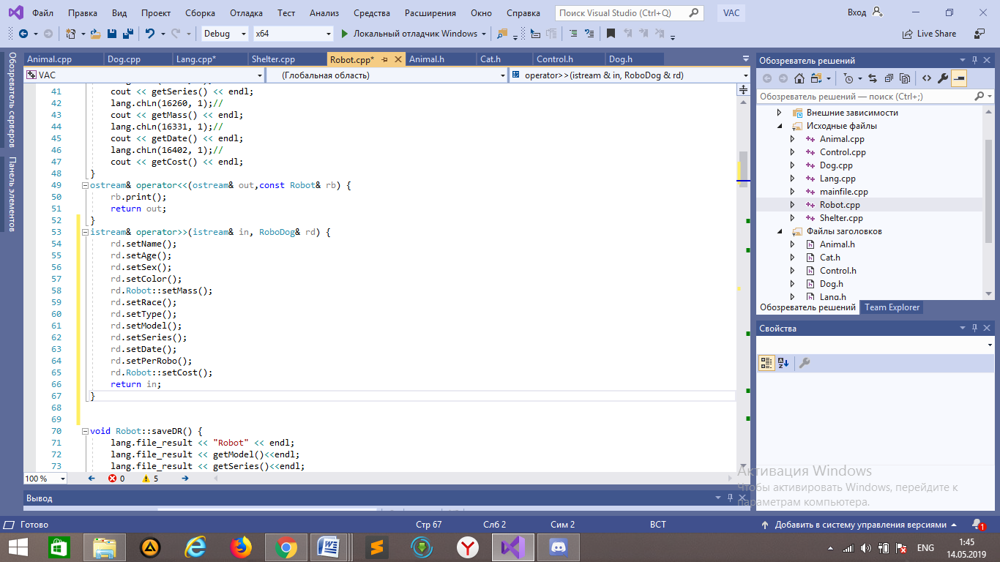 Файл Правка Вид Проект Сборка Отладка Тест Анализ Средства Расширения Окно Справка Поиск Visual Studio (Ctrl+Q) VAC Вход
Debug x64 Локальный отладчик Windows Live Share
Обозреватель серверов
Панель элементов
Animal.cpp Dog.cpp Lang.cpp* Shelter.cpp Robot.cpp* Animal.h Cat.h Control.h Dog.h
VAC (Глобальная область) operator>>(istream & in, RoboDog & rd)
41 cout << getSeries() << endl;
42 lang.chLn(16260, 1);//
43 cout << getMass() << endl;
44 lang.chLn(16331, 1);//
45 cout << getDate() << endl;
46 lang.chLn(16402, 1);//
47 cout << getCost() << endl;
48 }
49 ostream& operator<<(ostream& out,const Robot& rb) {
50 rb.print();
51 return out;
52 }
53 istream& operator>>(istream& in, RoboDog& rd) {
54 rd.setName();
55 rd.setAge();
56 rd.setSex();
57 rd.setColor();
58 rd.Robot::setMass();
59 rd.setRace();
60 rd.setType();
61 rd.setModel();
62 rd.setSeries();
63 rd.setDate();
64 rd.setPerRobo();
65 rd.Robot::setCost();
66 return in;
67 }
68
69
70 void Robot::saveDR() {
71 lang.file_result << "Robot" << endl;
72 lang.file_result << getModel()<<endl;
73 lang.file_result << getSeries()<<endl;
100 % 0 5
Вывод
Обозреватель решений
Обозреватель решений — поиск (Ctrl+;)
Внешние зависимости
Исходные файлы
Animal.cpp
Control.cpp
Dog.cpp
Lang.cpp
mainfile.cpp
Robot.cpp
Shelter.cpp
Файлы заголовков
Animal.h
Cat.h
Control.h
Dog.h
Lang.h
Обозреватель решений Team Explorer
Свойства
Активация Windows
Чтобы активировать Windows, перейдите к
параметрам компьютера.
Готово Стр 67 Слб 2 Сим 2 ВСТ Добавить в систему управления версиями 1
ENG 1:45
14.05.2019